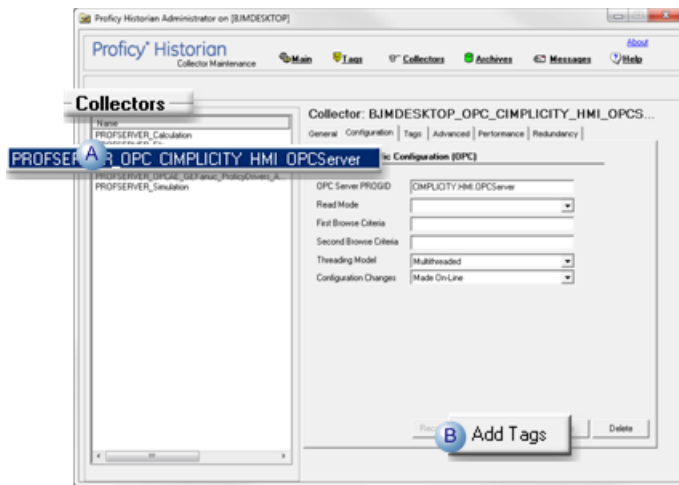 Proficy Historian Administrator on [BJMDESKTOP]
Proficy* Historian
Collector Maintenance
Main Tags Collectors Archives Messages Help
About
Collectors
Name
PROFSERVER_Calculation
A
PROFSERVER_OPC_CIMPLICITY_HMI_OPCServer
PROFSERVER_OPCAE_GEFanuc_ProficyDrivers_A...
PROFSERVER_Simulation
Collector: BJMDESKTOP_OPC_CIMPLICITY_HMI_OPCS...
General Configuration Tags Advanced Performance Redundancy
Configuration (OPC)
OPC Server PROGID CIMPLICITY.HMI.OPCServer
Read Mode
First Browse Criteria
Second Browse Criteria
Threading Model Multithreaded
Configuration Changes Made On-Line
B Add Tags
Delete